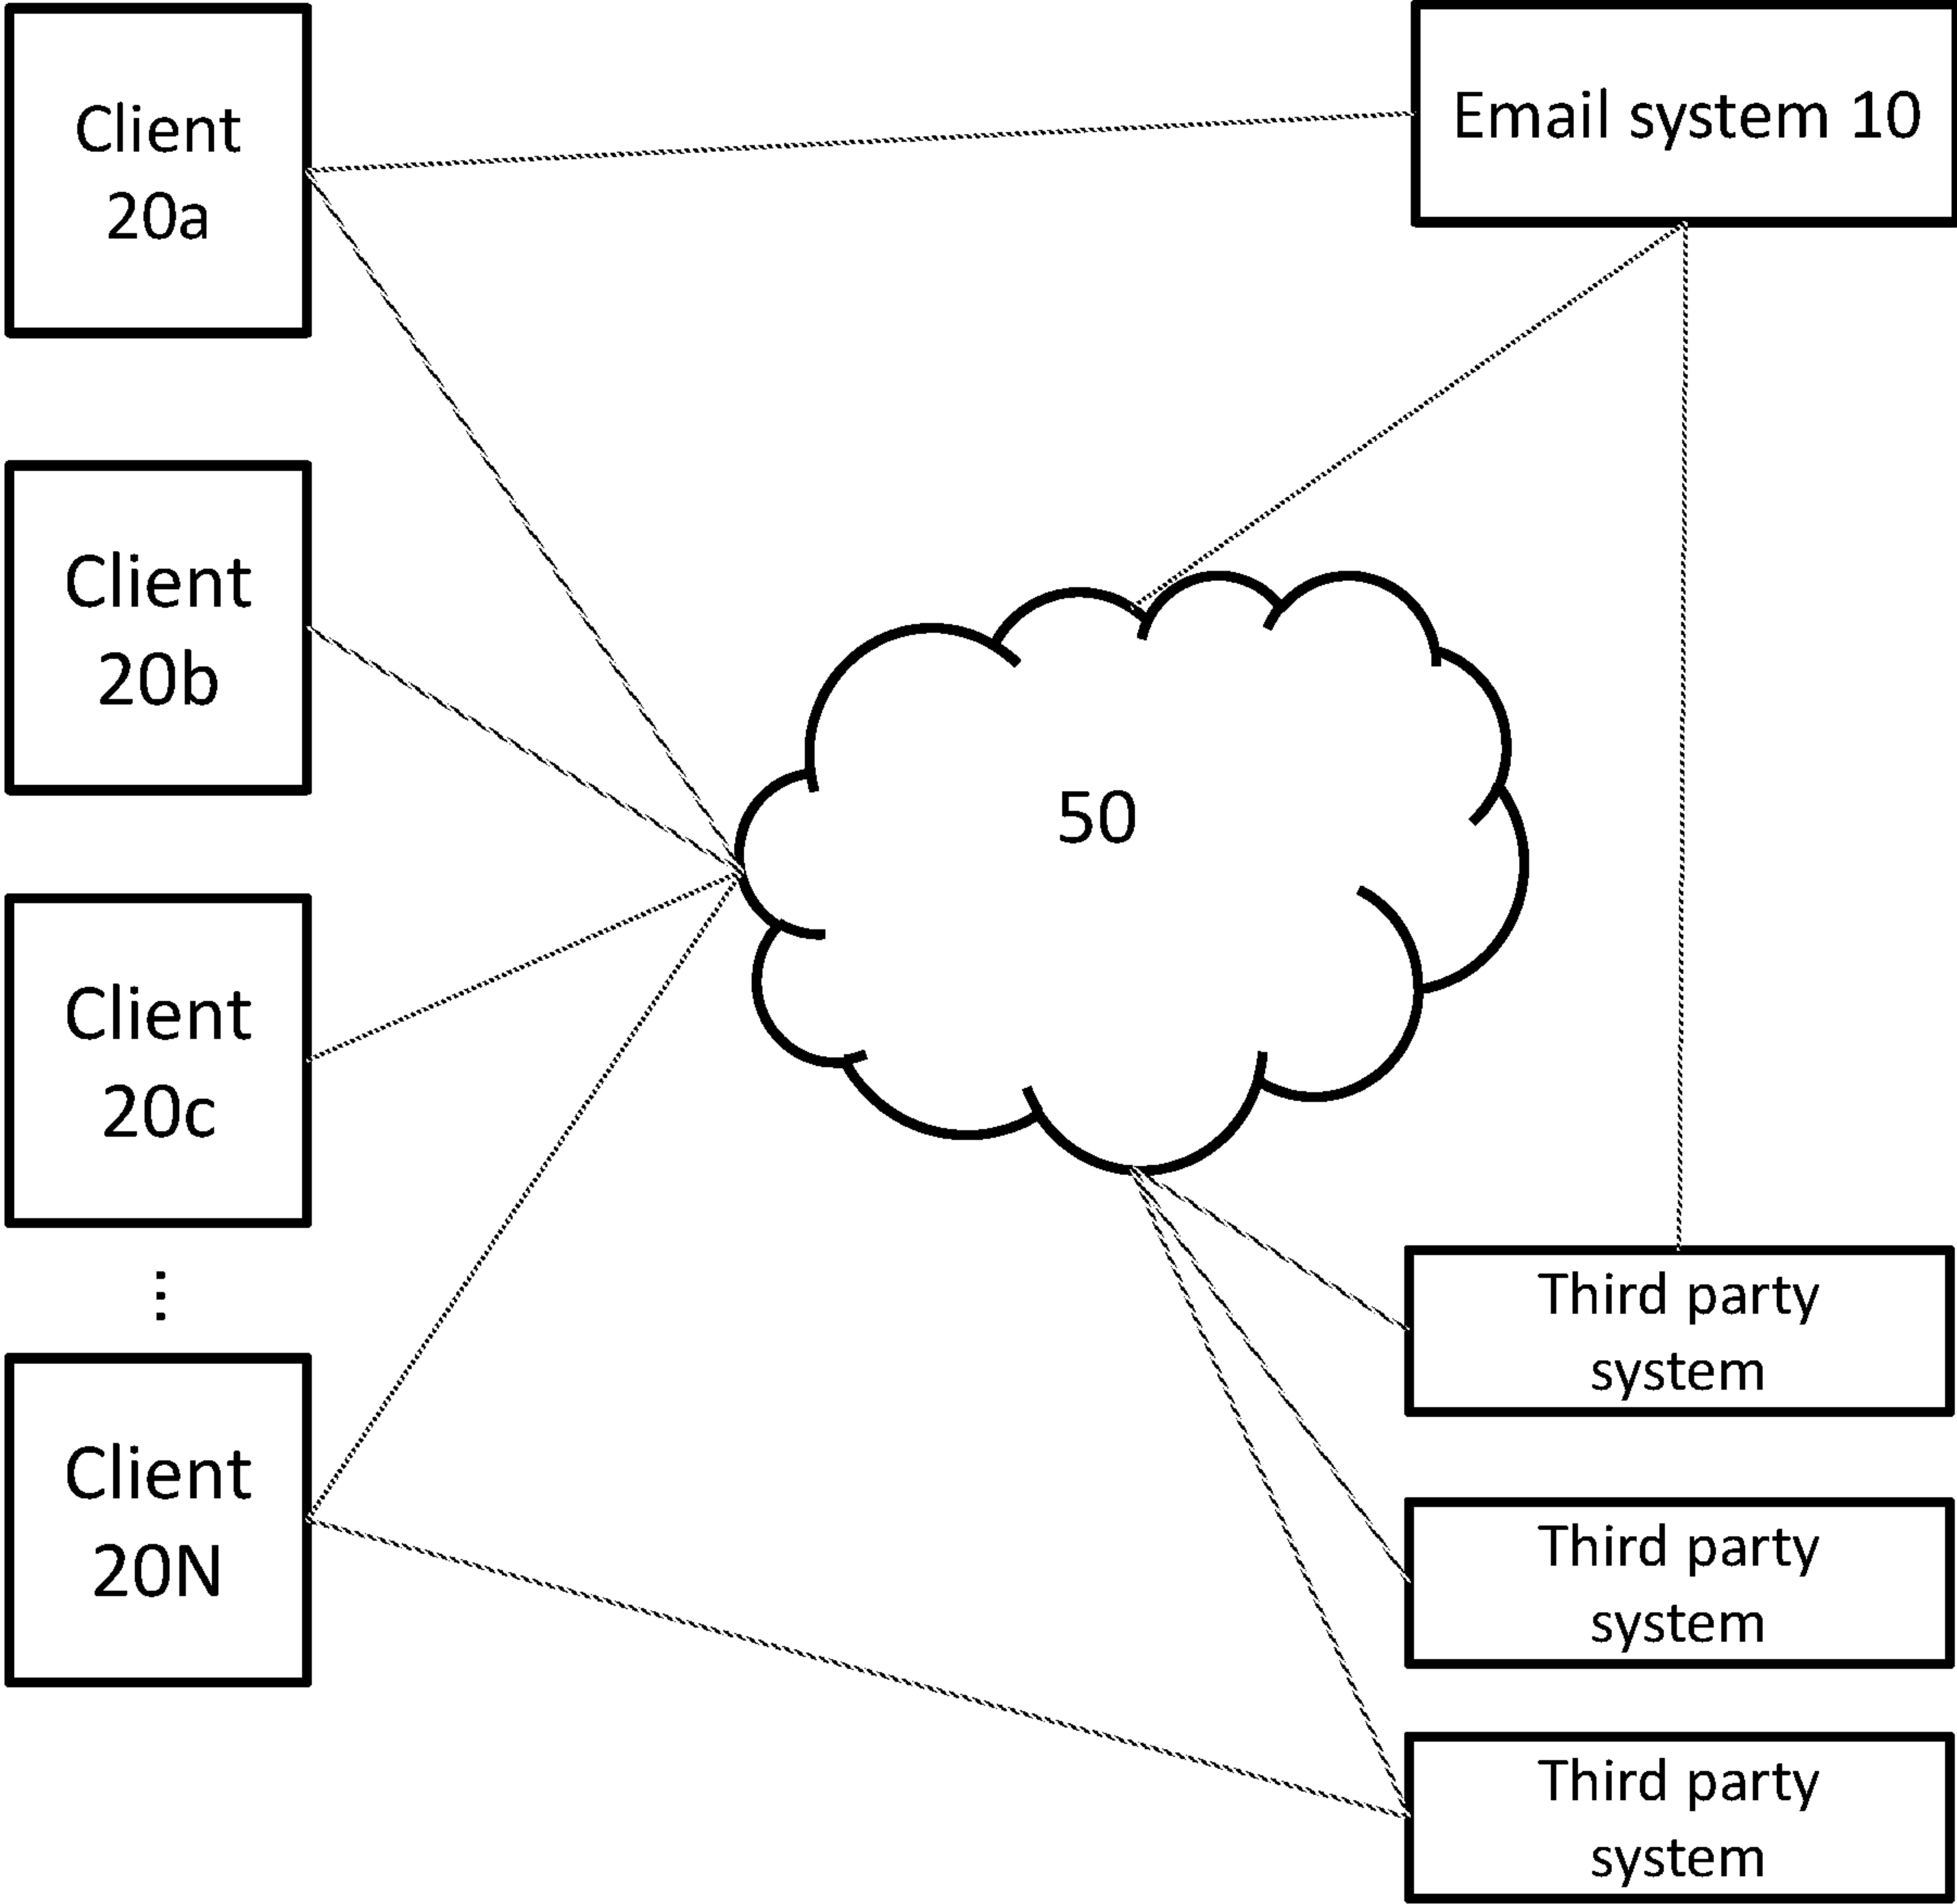 Client
20a
Email system 10
Client
20b
50
Client
20c
⋮
Client
20N
Third party
system
Third party
system
Third party
system